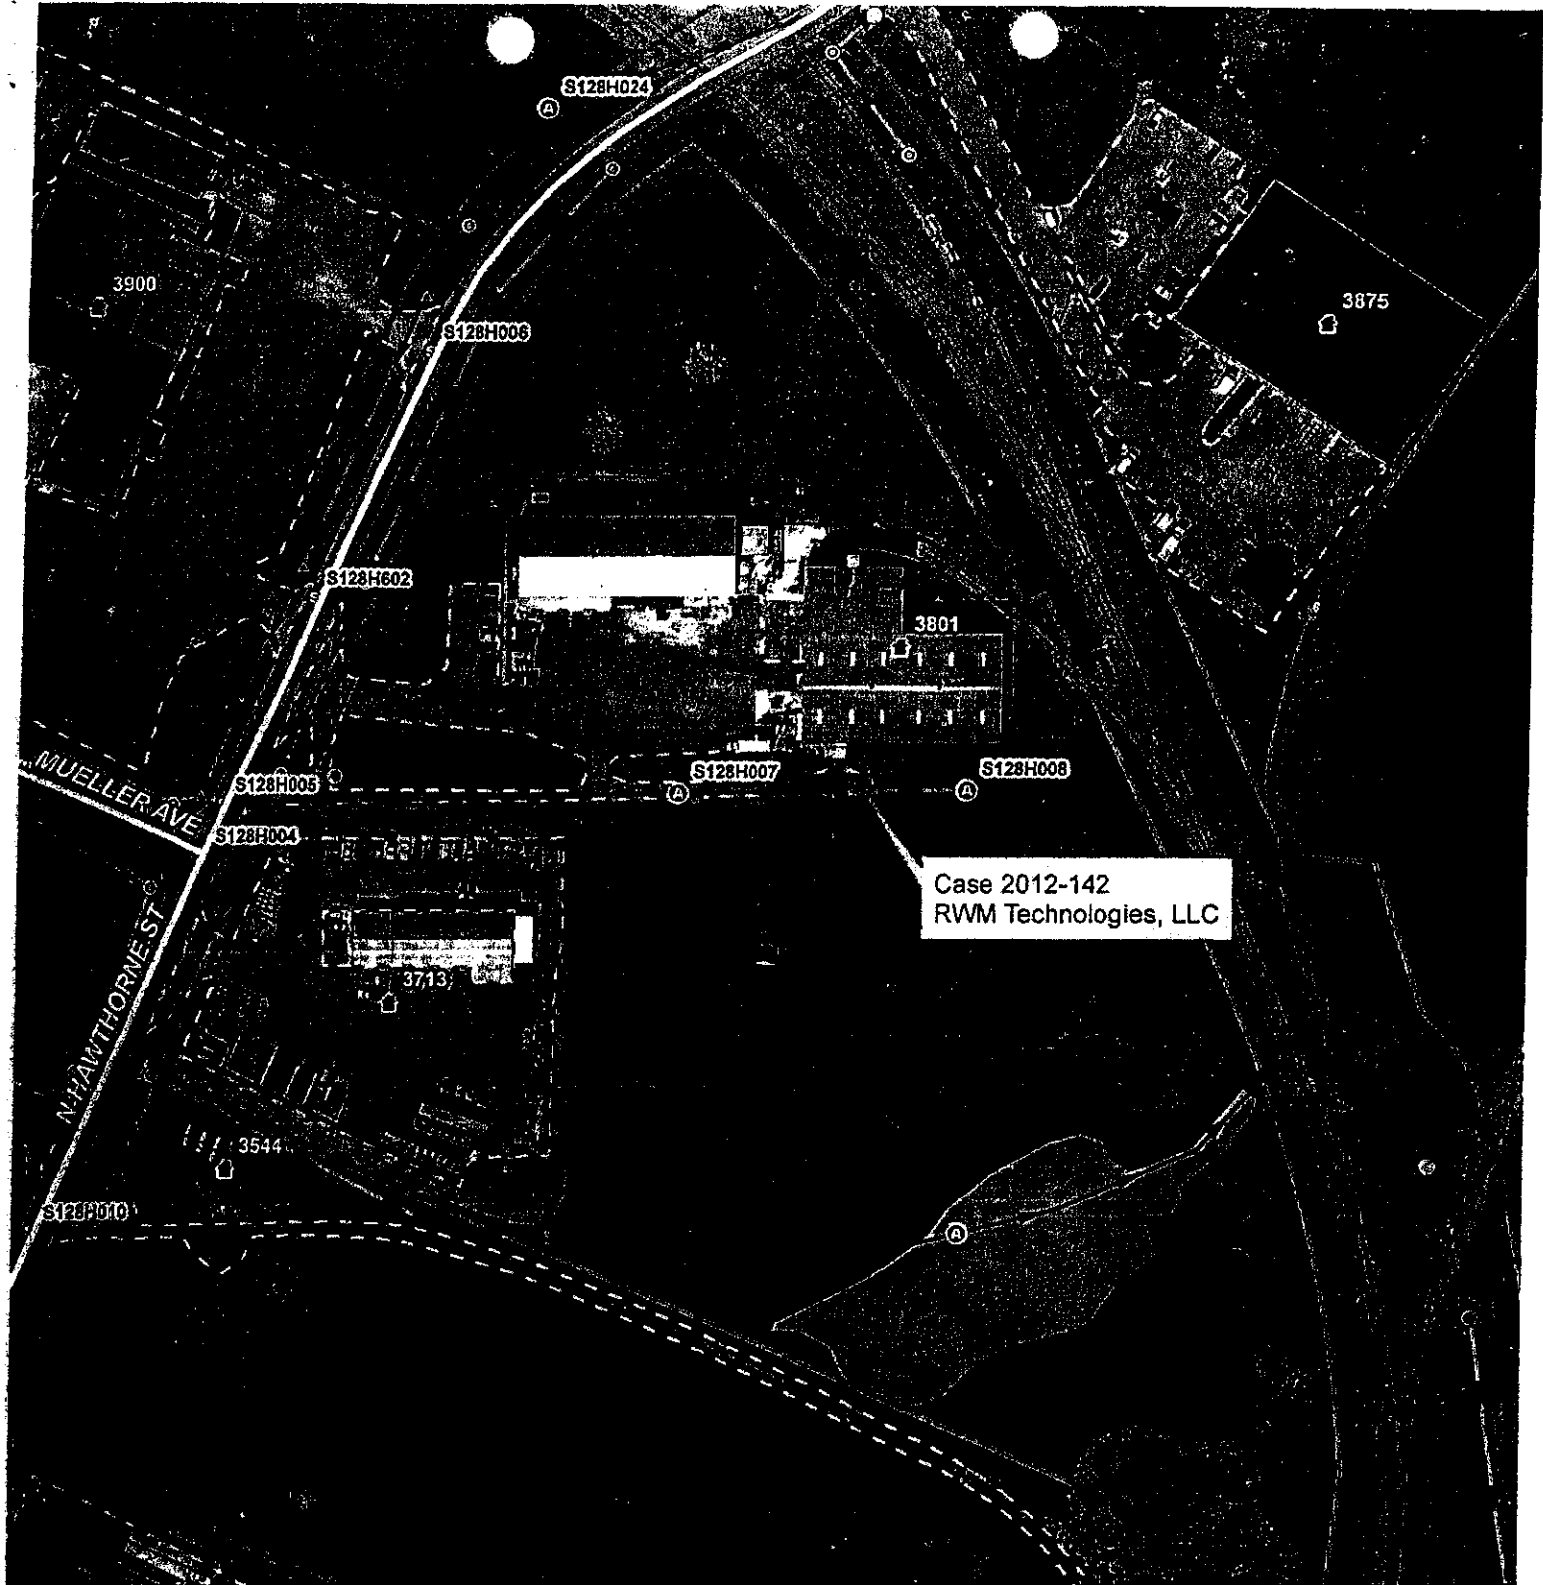 S128H024
3900
3875
S128H006
S128H602
3801
MUELLER AVE
S128H005
S128H007
S128H008
S128H004
Case 2012-142
RWM Technologies, LLC
N HAWTHORNE ST
3713
3544
S128H010
A
A
A
A